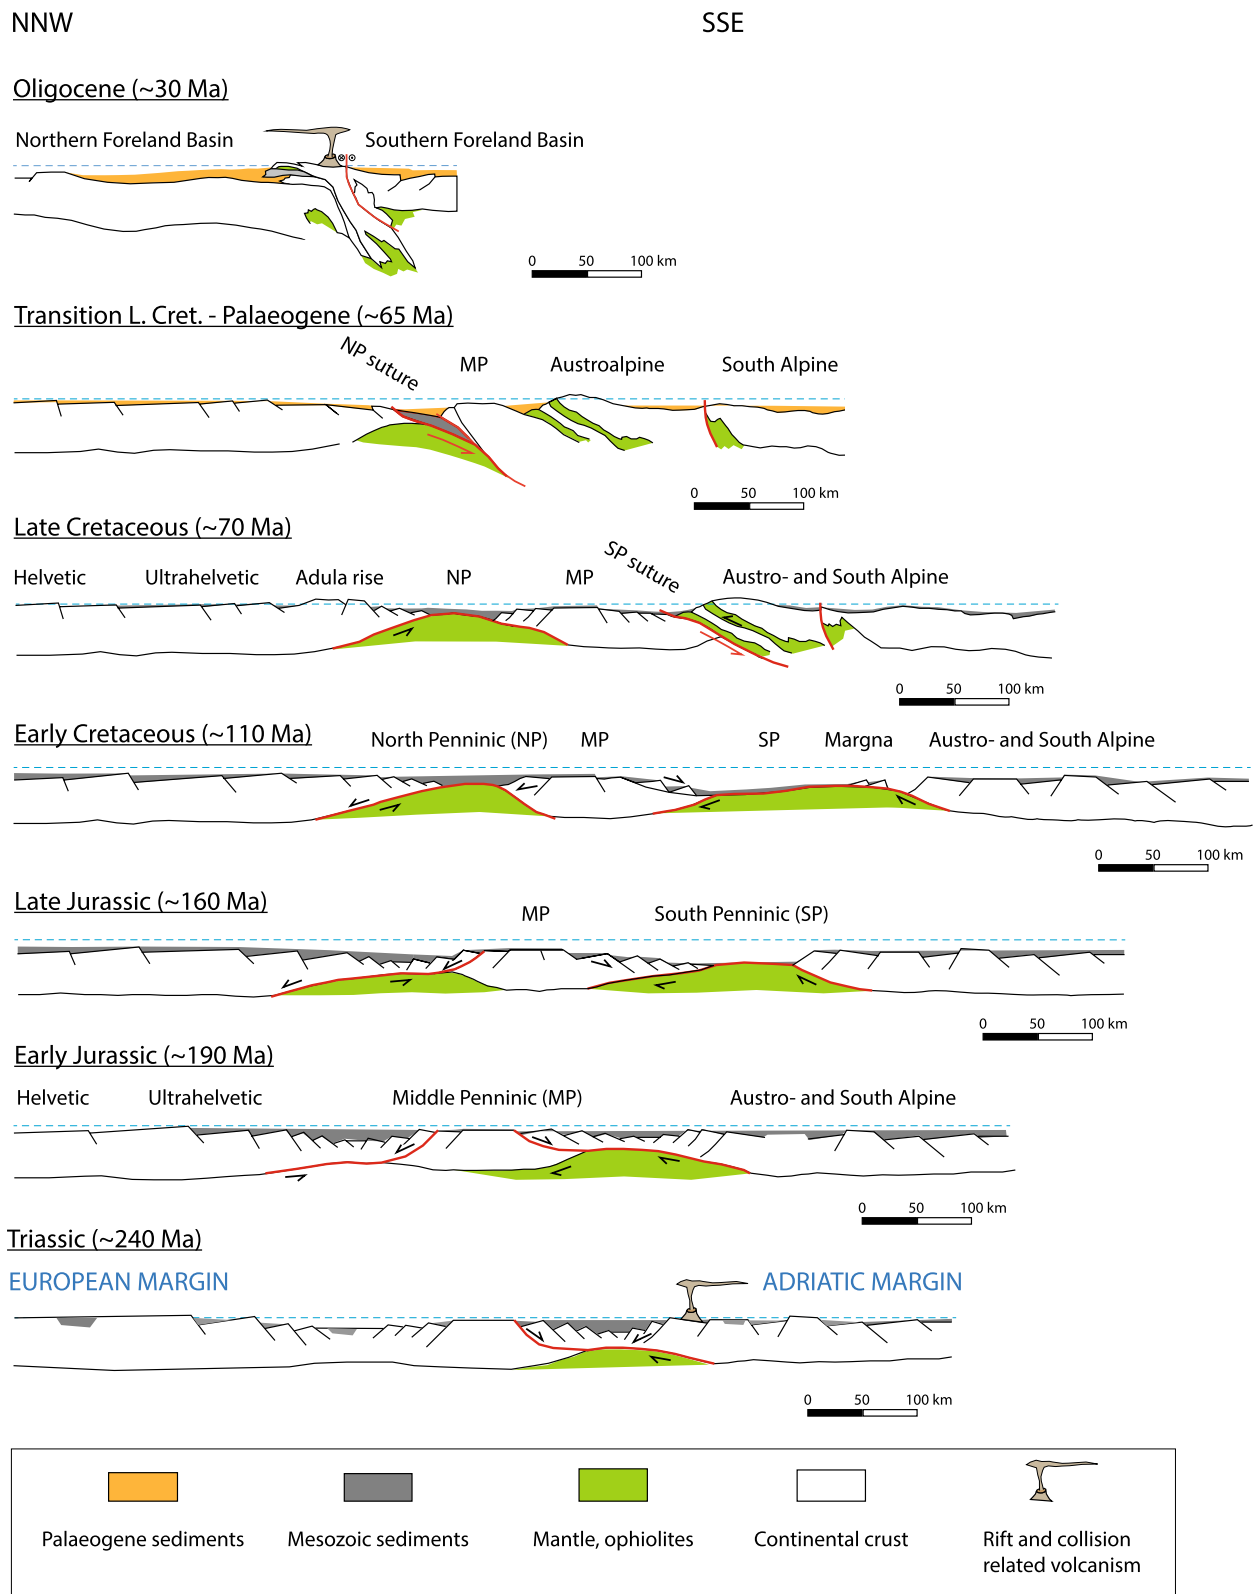 NNW SSE
Oligocene (~30 Ma)
Northern Foreland Basin Southern Foreland Basin
0 50 100 km
Transition L. Cret. - Palaeogene (~65 Ma)
NP suture MP Austroalpine South Alpine
0 50 100 km
Late Cretaceous (~70 Ma)
Helvetic Ultrahelvetic Adula rise NP MP SP suture Austro- and South Alpine
0 50 100 km
Early Cretaceous (~110 Ma) North Penninic (NP) MP SP Margna Austro- and South Alpine
0 50 100 km
Late Jurassic (~160 Ma)
MP South Penninic (SP)
0 50 100 km
Early Jurassic (~190 Ma)
Helvetic Ultrahelvetic Middle Penninic (MP) Austro- and South Alpine
0 50 100 km
Triassic (~240 Ma)
EUROPEAN MARGIN ADRIATIC MARGIN
0 50 100 km
Palaeogene sediments Mesozoic sediments Mantle, ophiolites Continental crust Rift and collision
related volcanism